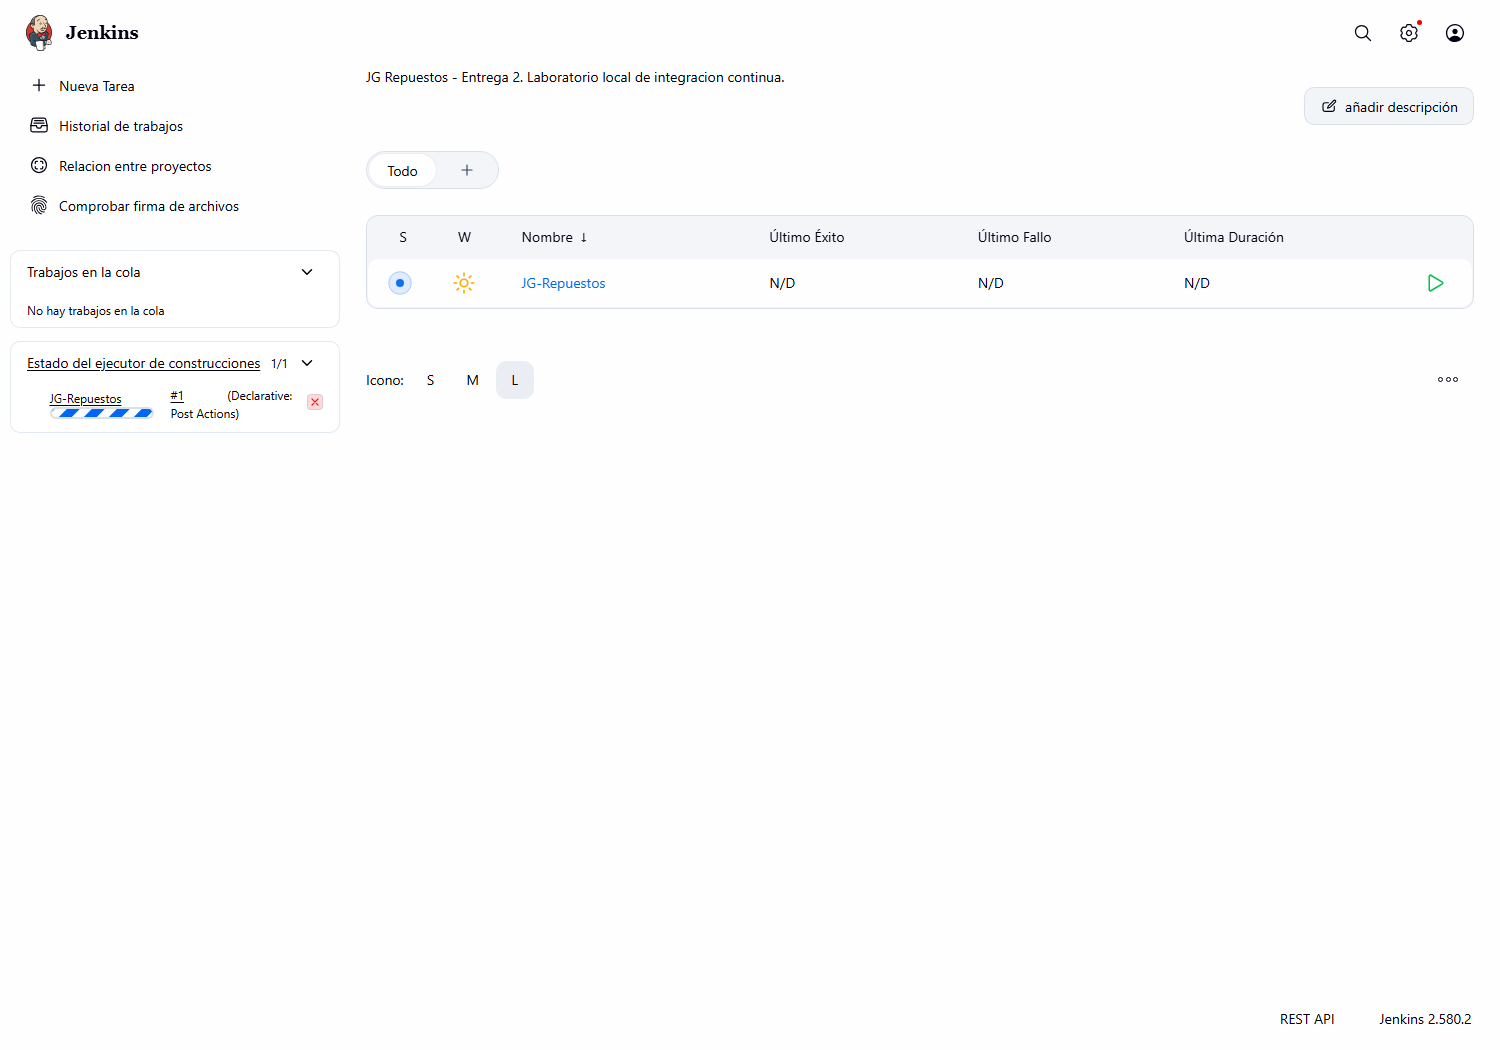 Jenkins
Nueva Tarea
Historial de trabajos
Relacion entre proyectos
Comprobar firma de archivos
Trabajos en la cola
No hay trabajos en la cola
Estado del ejecutor de construcciones 1/1
JG-Repuestos #1 (Declarative: Post Actions)
JG Repuestos - Entrega 2. Laboratorio local de integracion continua.
añadir descripción
Todo
S W Nombre ↓ Último Éxito Último Fallo Última Duración
JG-Repuestos N/D N/D N/D
Icono: S M L
REST API Jenkins 2.580.2